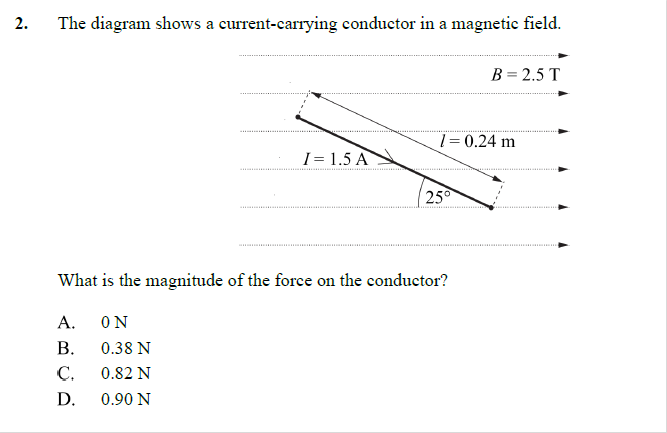 2. The diagram shows a current-carrying conductor in a magnetic field.
B = 2.5 T
l = 0.24 m
I = 1.5 A
25°
What is the magnitude of the force on the conductor?
A. 0 N
B. 0.38 N
C. 0.82 N
D. 0.90 N